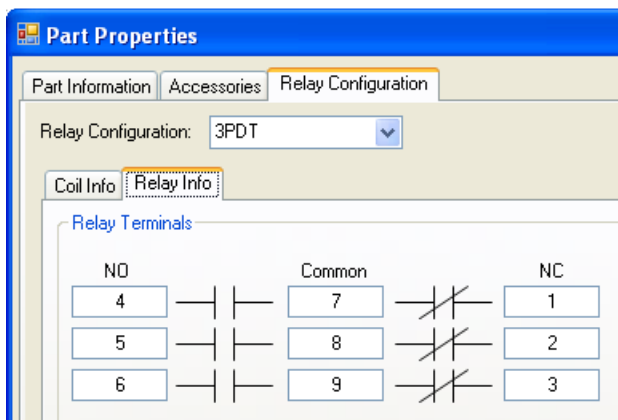 Part Properties
Part Information Accessories Relay Configuration
Relay Configuration: 3PDT
Coil Info Relay Info
Relay Terminals
NO Common NC
4 7 1
5 8 2
6 9 3